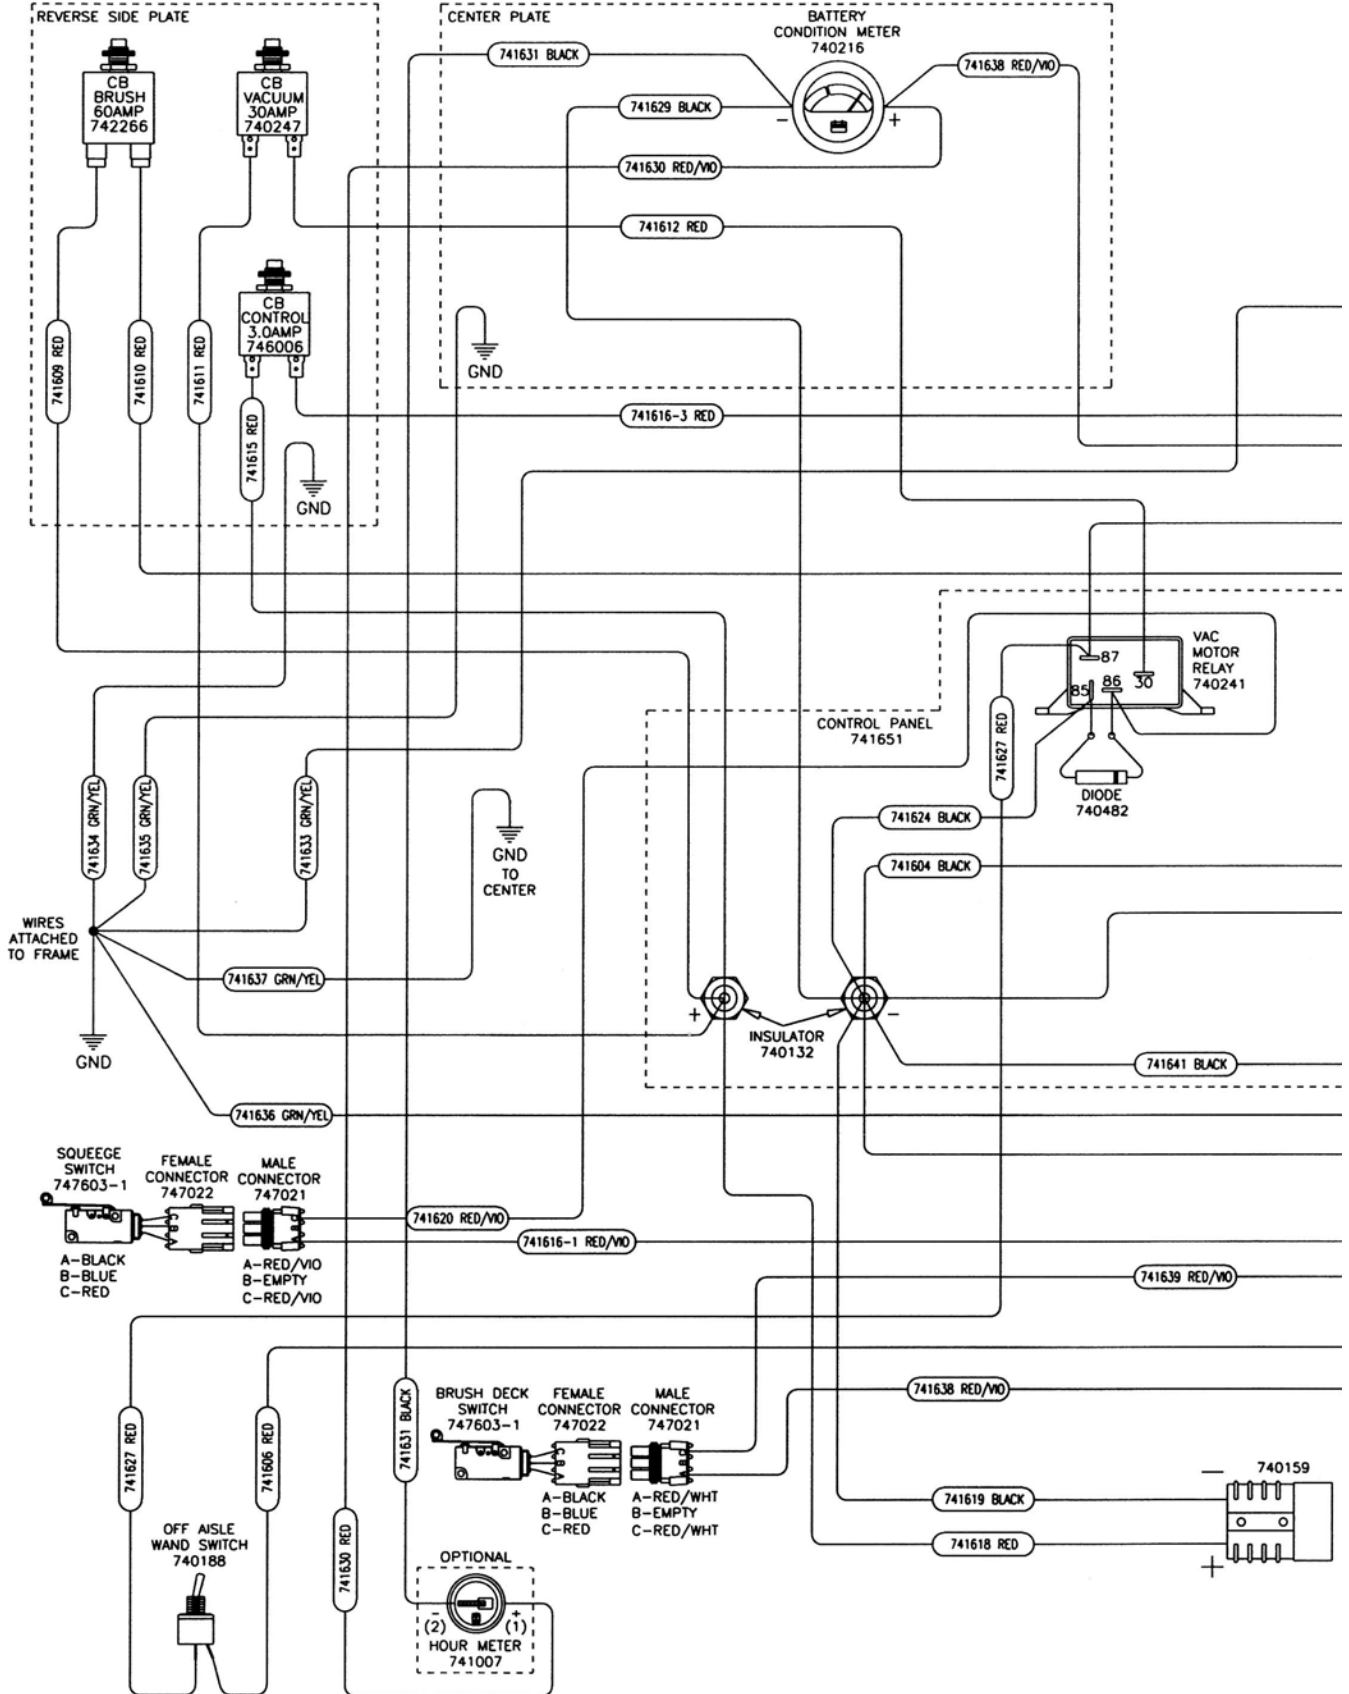 REVERSE SIDE PLATE
CB
BRUSH
60AMP
742266
CB
VACUUM
30AMP
740247
CB
CONTROL
3.0AMP
746006
741609 RED
741610 RED
741611 RED
741615 RED
GND
CENTER PLATE
BATTERY
CONDITION METER
740216
741631 BLACK
741638 RED/VIO
741629 BLACK
-
+
741630 RED/VIO
741612 RED
GND
741616-3 RED
VAC
MOTOR
RELAY
740241
87
86
85
30
CONTROL PANEL
741651
741627 RED
DIODE
740482
741624 BLACK
741604 BLACK
741634 GRN/YEL
741635 GRN/YEL
741633 GRN/YEL
GND
TO
CENTER
WIRES
ATTACHED
TO FRAME
741637 GRN/YEL
GND
+
-
INSULATOR
740132
741641 BLACK
741636 GRN/YEL
SQUEEGE
SWITCH
747603-1
FEMALE
CONNECTOR
747022
MALE
CONNECTOR
747021
A-BLACK
B-BLUE
C-RED
A-RED/VIO
B-EMPTY
C-RED/VIO
741620 RED/VIO
741616-1 RED/VIO
741639 RED/VIO
741638 RED/VIO
741627 RED
741606 RED
741631 BLACK
741630 RED
BRUSH DECK
SWITCH
747603-1
FEMALE
CONNECTOR
747022
MALE
CONNECTOR
747021
A-BLACK
B-BLUE
C-RED
A-RED/WHT
B-EMPTY
C-RED/WHT
741619 BLACK
741618 RED
-
740159
+
OFF AISLE
WAND SWITCH
740188
OPTIONAL
-
(2)
+
(1)
HOUR METER
741007